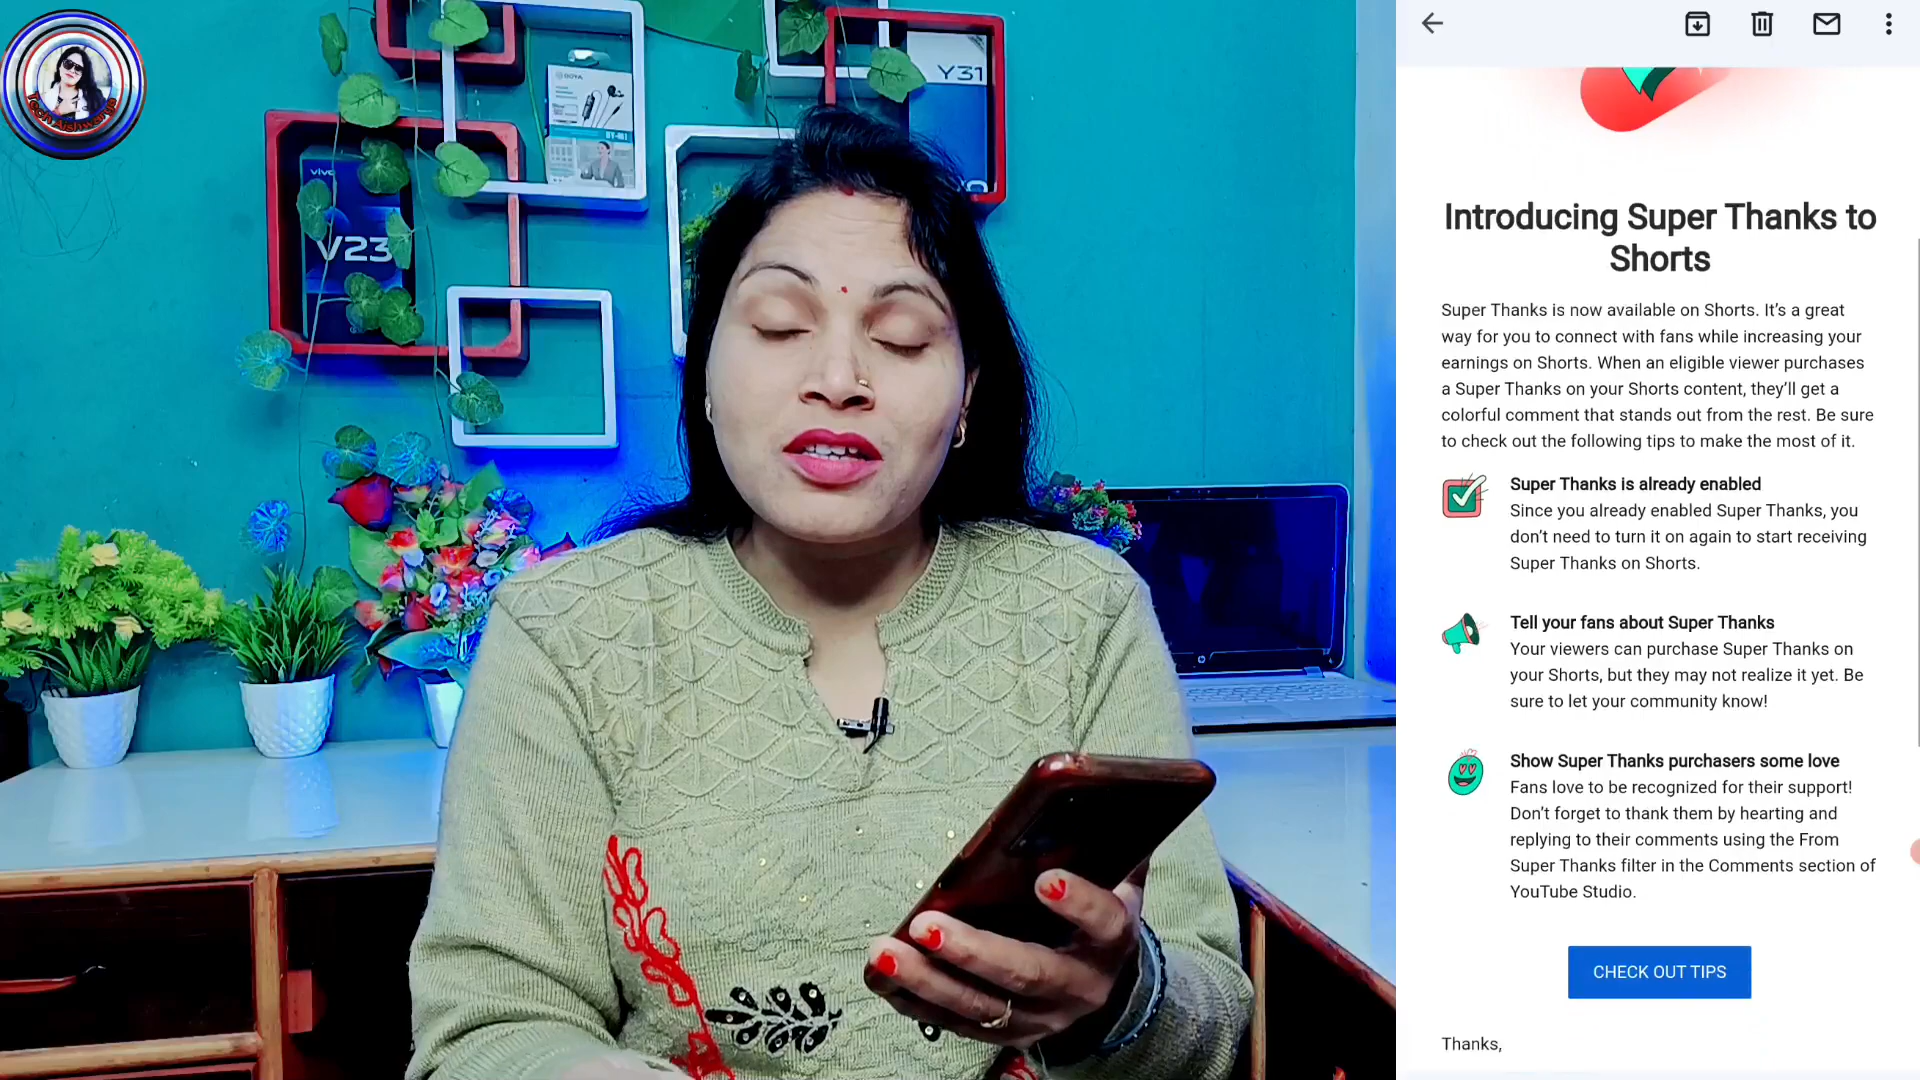 Tech Aishwarya
BOYA
BY-M1
Y31
vivo
V23
Introducing Super Thanks to
Shorts
Super Thanks is now available on Shorts. It’s a great
way for you to connect with fans while increasing your
earnings on Shorts. When an eligible viewer purchases
a Super Thanks on your Shorts content, they’ll get a
colorful comment that stands out from the rest. Be sure
to check out the following tips to make the most of it.
Super Thanks is already enabled
Since you already enabled Super Thanks, you
don’t need to turn it on again to start receiving
Super Thanks on Shorts.
Tell your fans about Super Thanks
Your viewers can purchase Super Thanks on
your Shorts, but they may not realize it yet. Be
sure to let your community know!
Show Super Thanks purchasers some love
Fans love to be recognized for their support!
Don’t forget to thank them by hearting and
replying to their comments using the From
Super Thanks filter in the Comments section of
YouTube Studio.
CHECK OUT TIPS
Thanks,